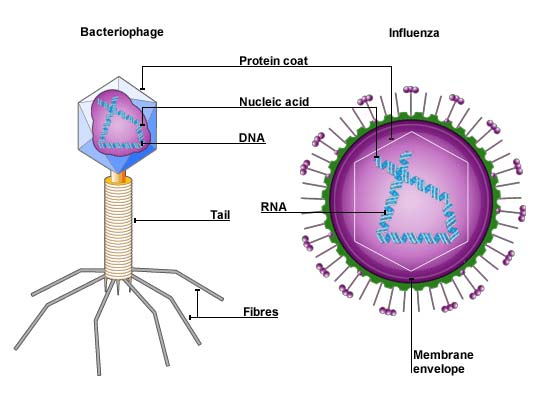 Bacteriophage
Influenza
Protein coat
Nucleic acid
DNA
RNA
Tail
Fibres
Membrane
envelope